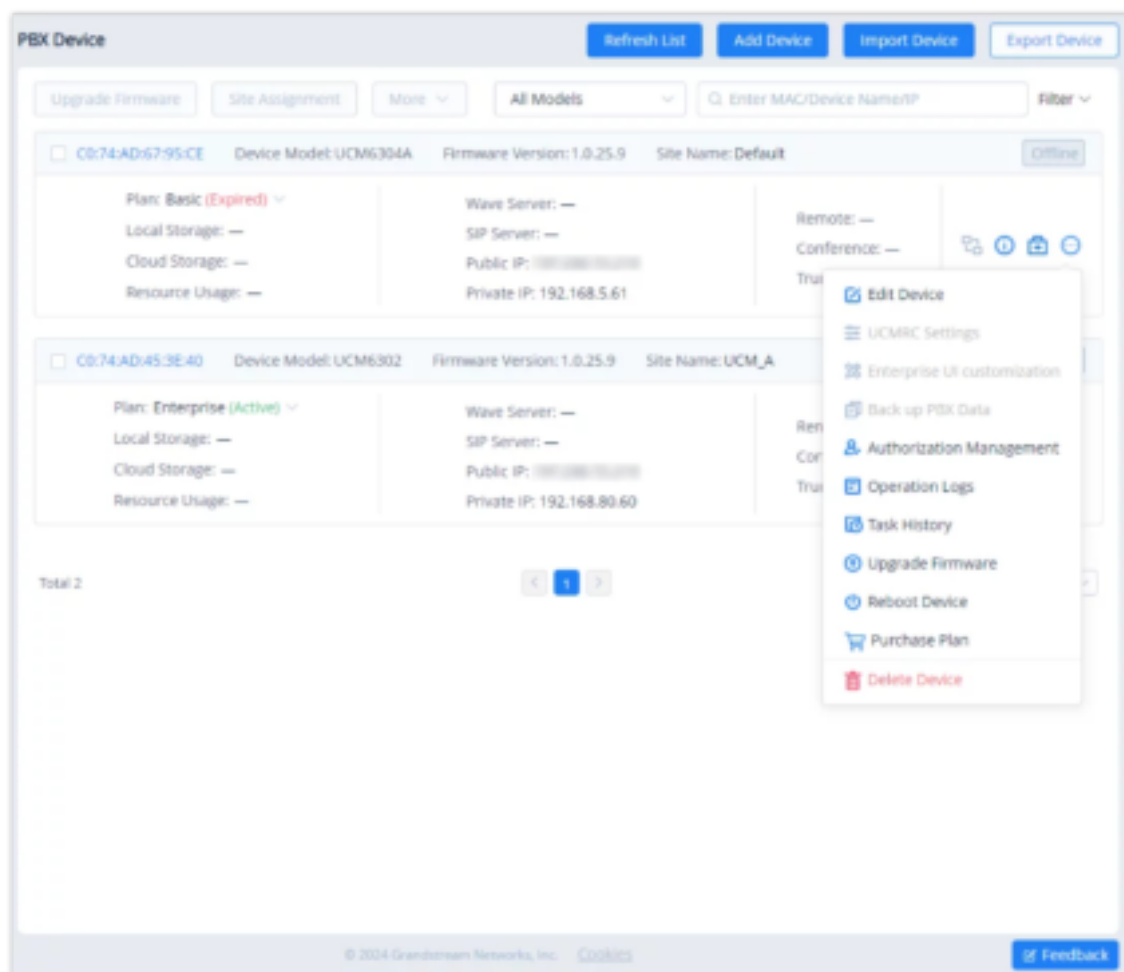 PBX Device Refresh List Add Device Import Device Export Device
Upgrade Firmware Site Assignment More All Models Enter MAC/Device Name/IP Filter
C0:74:AD:67:95:CE Device Model: UCM6304A Firmware Version: 1.0.25.9 Site Name: Default Offline
Plan: Basic (Expired)
Local Storage: —
Cloud Storage: —
Resource Usage: —
Wave Server: —
SIP Server: —
Public IP:
Private IP: 192.168.5.61
Remote: —
Conference: —
Tru
Edit Device
UCMRC Settings
Enterprise UI customization
Back up PBX Data
Authorization Management
Operation Logs
Task History
Upgrade Firmware
Reboot Device
Purchase Plan
Delete Device
C0:74:AD:45:3E:40 Device Model: UCM6302 Firmware Version: 1.0.25.9 Site Name: UCM_A
Plan: Enterprise (Active)
Local Storage: —
Cloud Storage: —
Resource Usage: —
Wave Server: —
SIP Server: —
Public IP:
Private IP: 192.168.80.60
Rem
Con
Tru
Total 2 < 1 >
© 2024 Grandstream Networks, Inc. Cookies Feedback